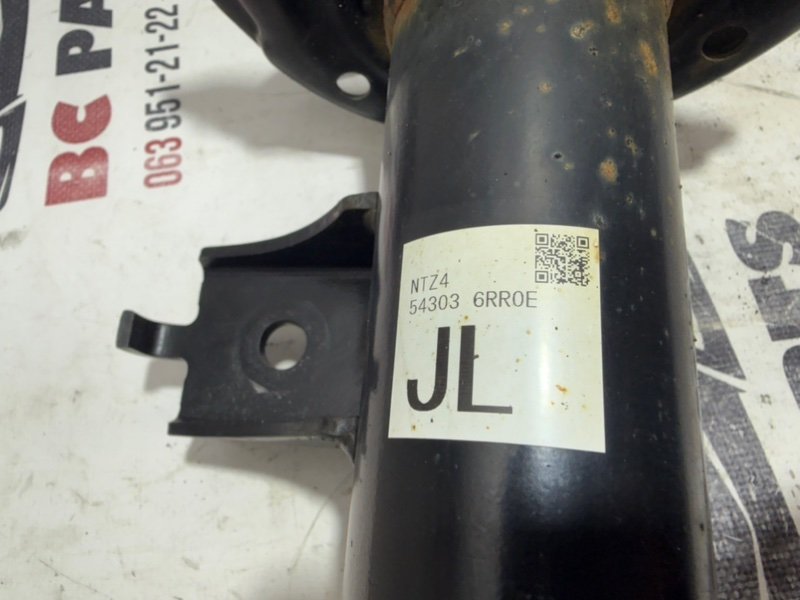 BC PA
063 951-21-22
NTZ4
54303 6RR0E
JL